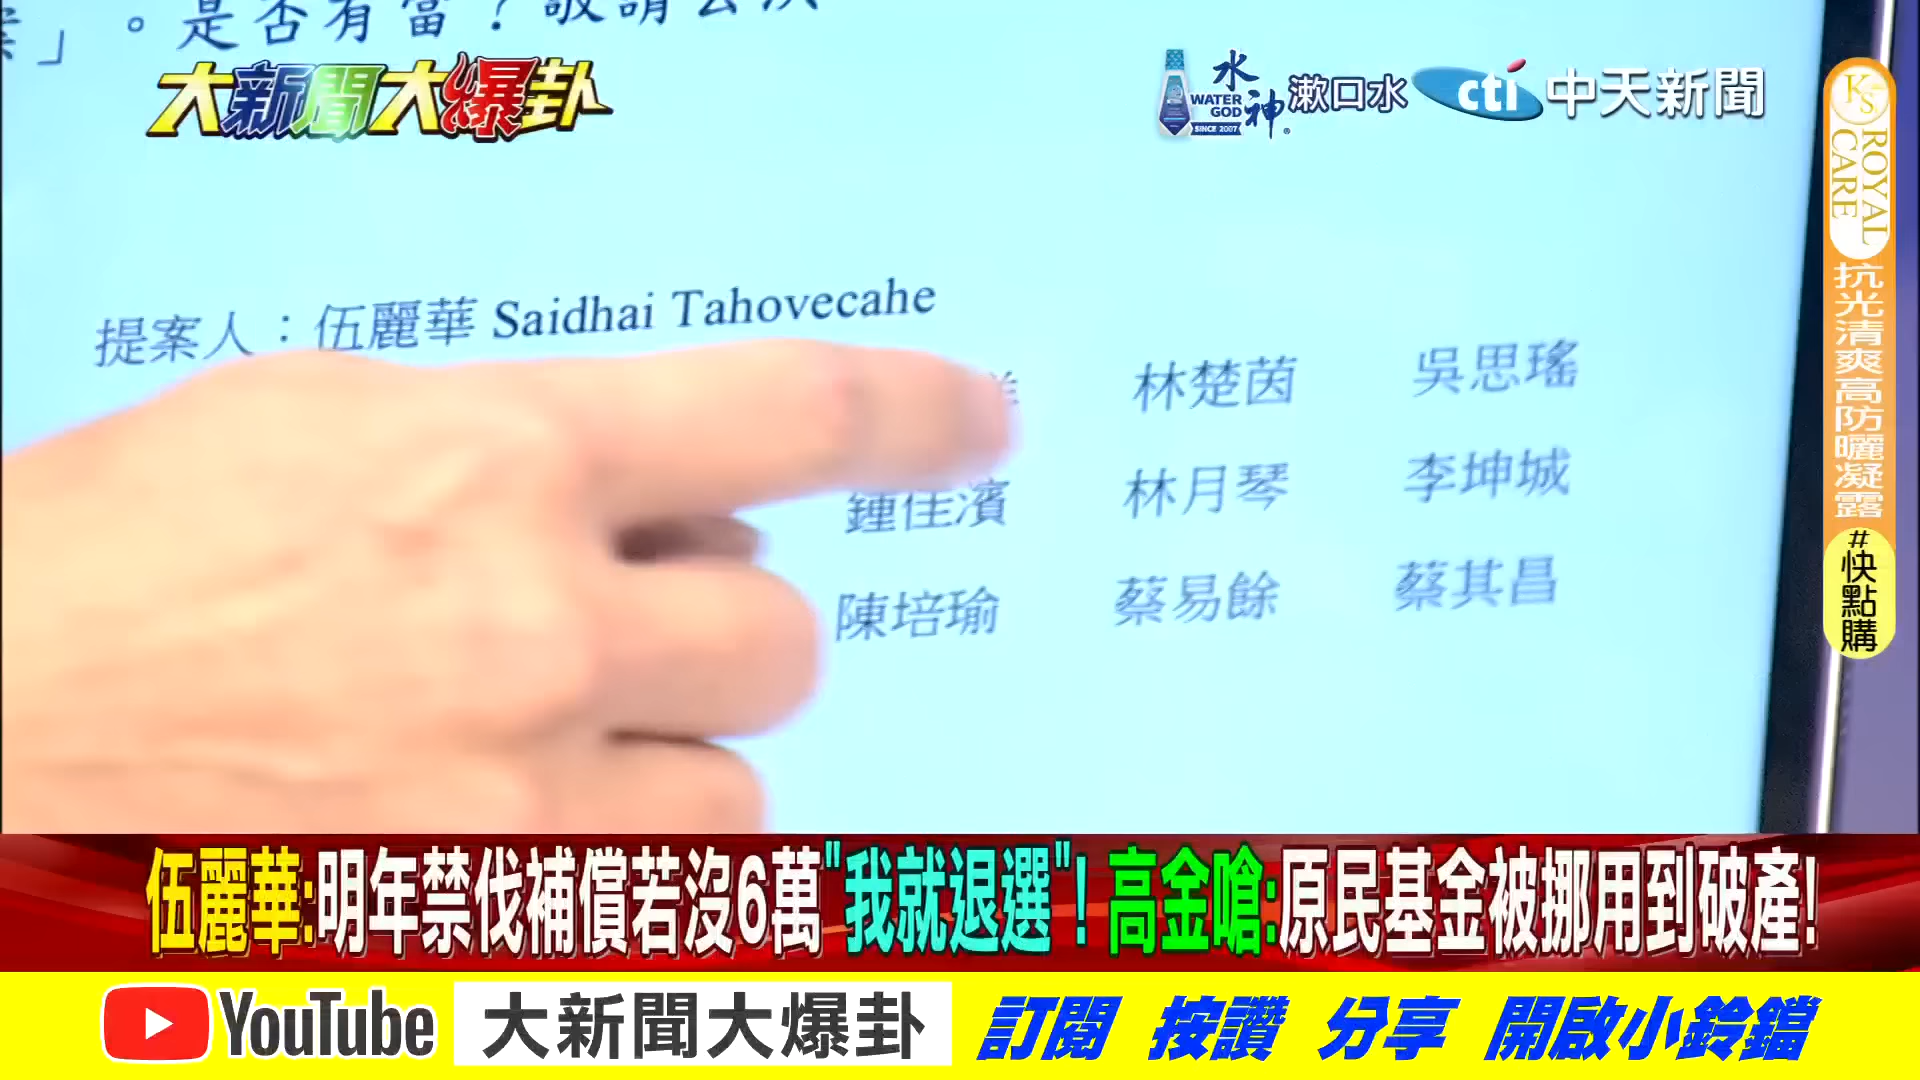 」。是否有當？敬請公決
大新聞大爆卦
水神
WATER GOD
SINCE 2007
漱口水
cti 中天新聞
KS
ROYAL CARE
抗光清爽高防曬凝露
#快點購
提案人：伍麗華 Saidhai Tahovecahe
林楚茵 吳思瑤
鍾佳濱 林月琴 李坤城
陳培瑜 蔡易餘 蔡其昌
伍麗華:明年禁伐補償若沒6萬"我就退選"! 高金嗆:原民基金被挪用到破產!
YouTube 大新聞大爆卦 訂閱 按讚 分享 開啟小鈴鐺